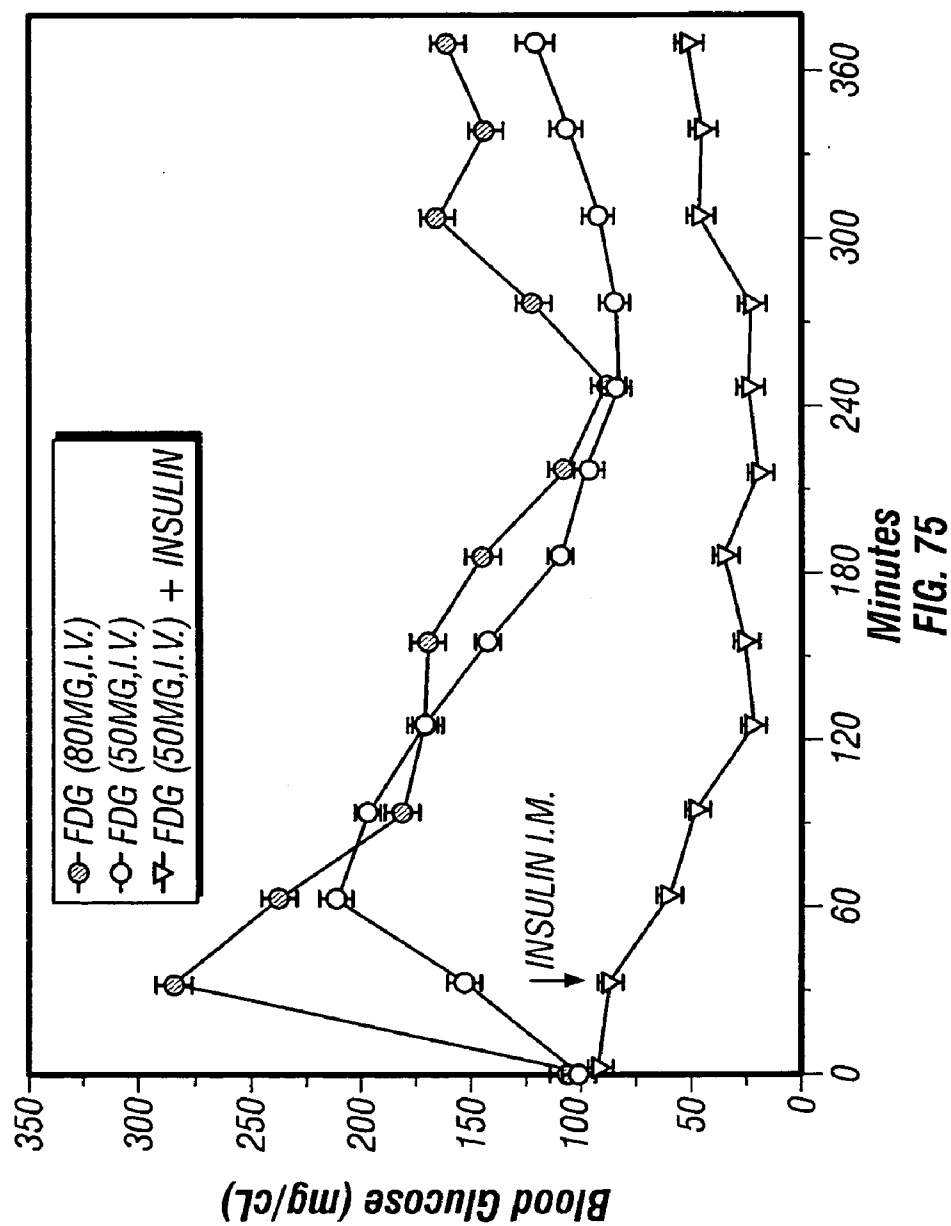 FDG (80MG,I.V.)
FDG (50MG,I.V.)
FDG (50MG,I.V.) + INSULIN
INSULIN I.M.
Blood Glucose (mg/cL)
350
300
250
200
150
100
50
0
0
60
120
180
240
300
360
Minutes
FIG. 75